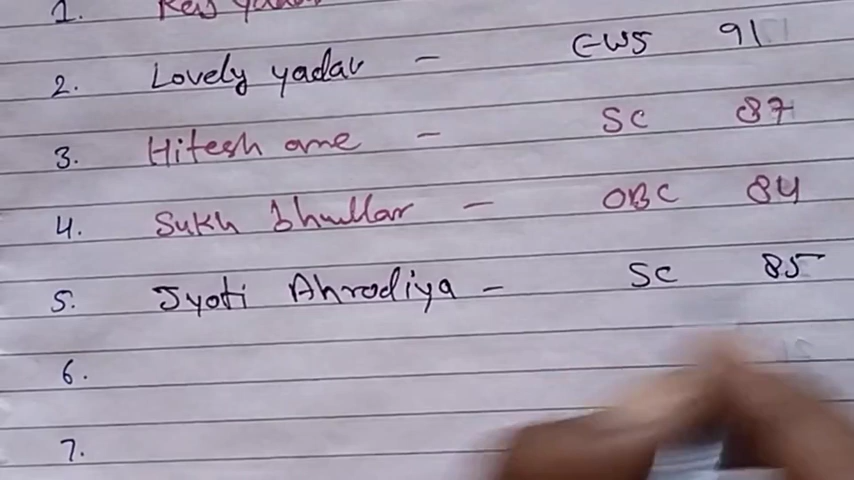 1.
2. Lovely yadav - EWS 91
3. Hitesh ame - SC 87
4. Sukh bhullar - OBC 84
5. Jyoti Ahrodiya - SC 85
6.
7.